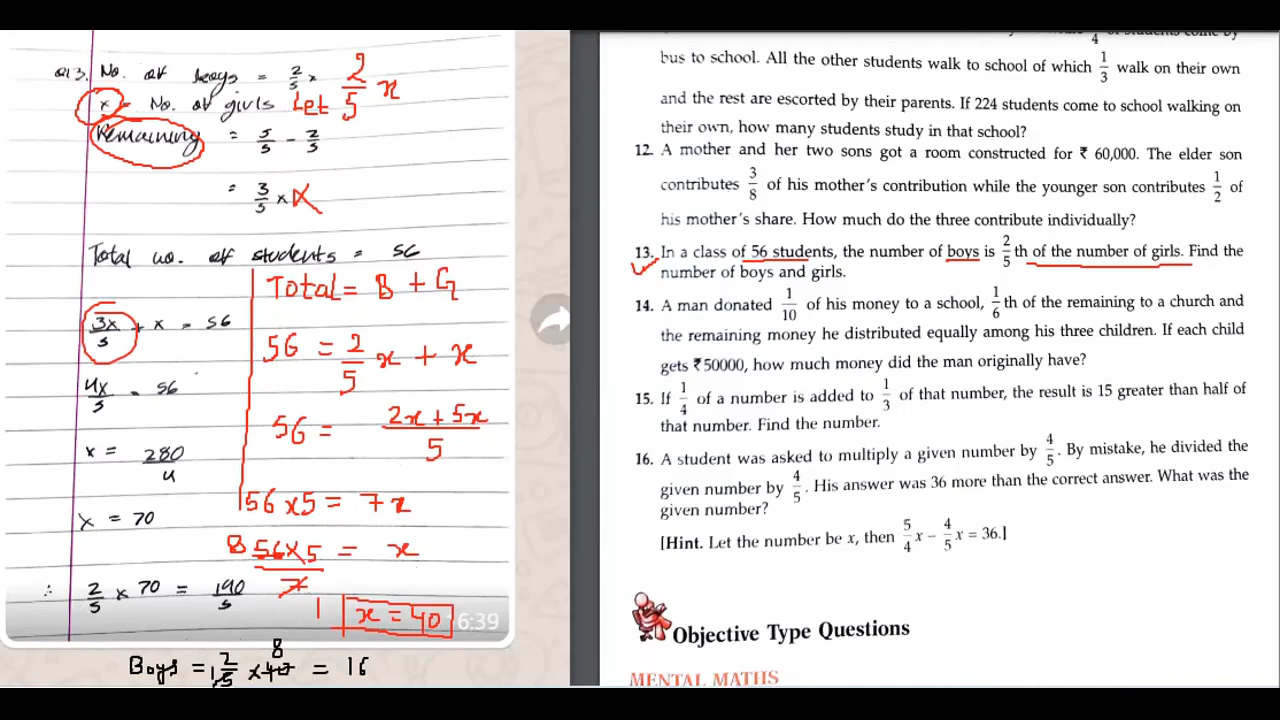 Q13. No. of boys = 2/5 x 2/5 x
x = No. of girls Let
Remaining = 5/5 - 2/5
= 3/5 x x
Total no. of students = 56
Total = B + G
3x/5 + x = 56
56 = 2/5 x + x
4x/5 = 56
56 = 2x + 5x/5
x = 280/4
56 x 5 = 7x
x = 70
8 56 x 5/7 = x
1
∴ 2/5 x 70 = 190/5
x = 40
6:39
Boys = 2/5 x 40 = 16
8
1
4
bus to school. All the other students walk to school of which 1/3 walk on their own
and the rest are escorted by their parents. If 224 students come to school walking on
their own, how many students study in that school?
12. A mother and her two sons got a room constructed for ₹ 60,000. The elder son
contributes 3/8 of his mother's contribution while the younger son contributes 1/2 of
his mother's share. How much do the three contribute individually?
13. In a class of 56 students, the number of boys is 2/5 th of the number of girls. Find the
number of boys and girls.
14. A man donated 1/10 of his money to a school, 1/6 th of the remaining to a church and
the remaining money he distributed equally among his three children. If each child
gets ₹ 50000, how much money did the man originally have?
15. If 1/4 of a number is added to 1/3 of that number, the result is 15 greater than half of
that number. Find the number.
16. A student was asked to multiply a given number by 4/5. By mistake, he divided the
given number by 4/5. His answer was 36 more than the correct answer. What was the
given number?
[Hint. Let the number be x, then 5/4 x − 4/5 x = 36.]
Objective Type Questions
MENTAL MATHS